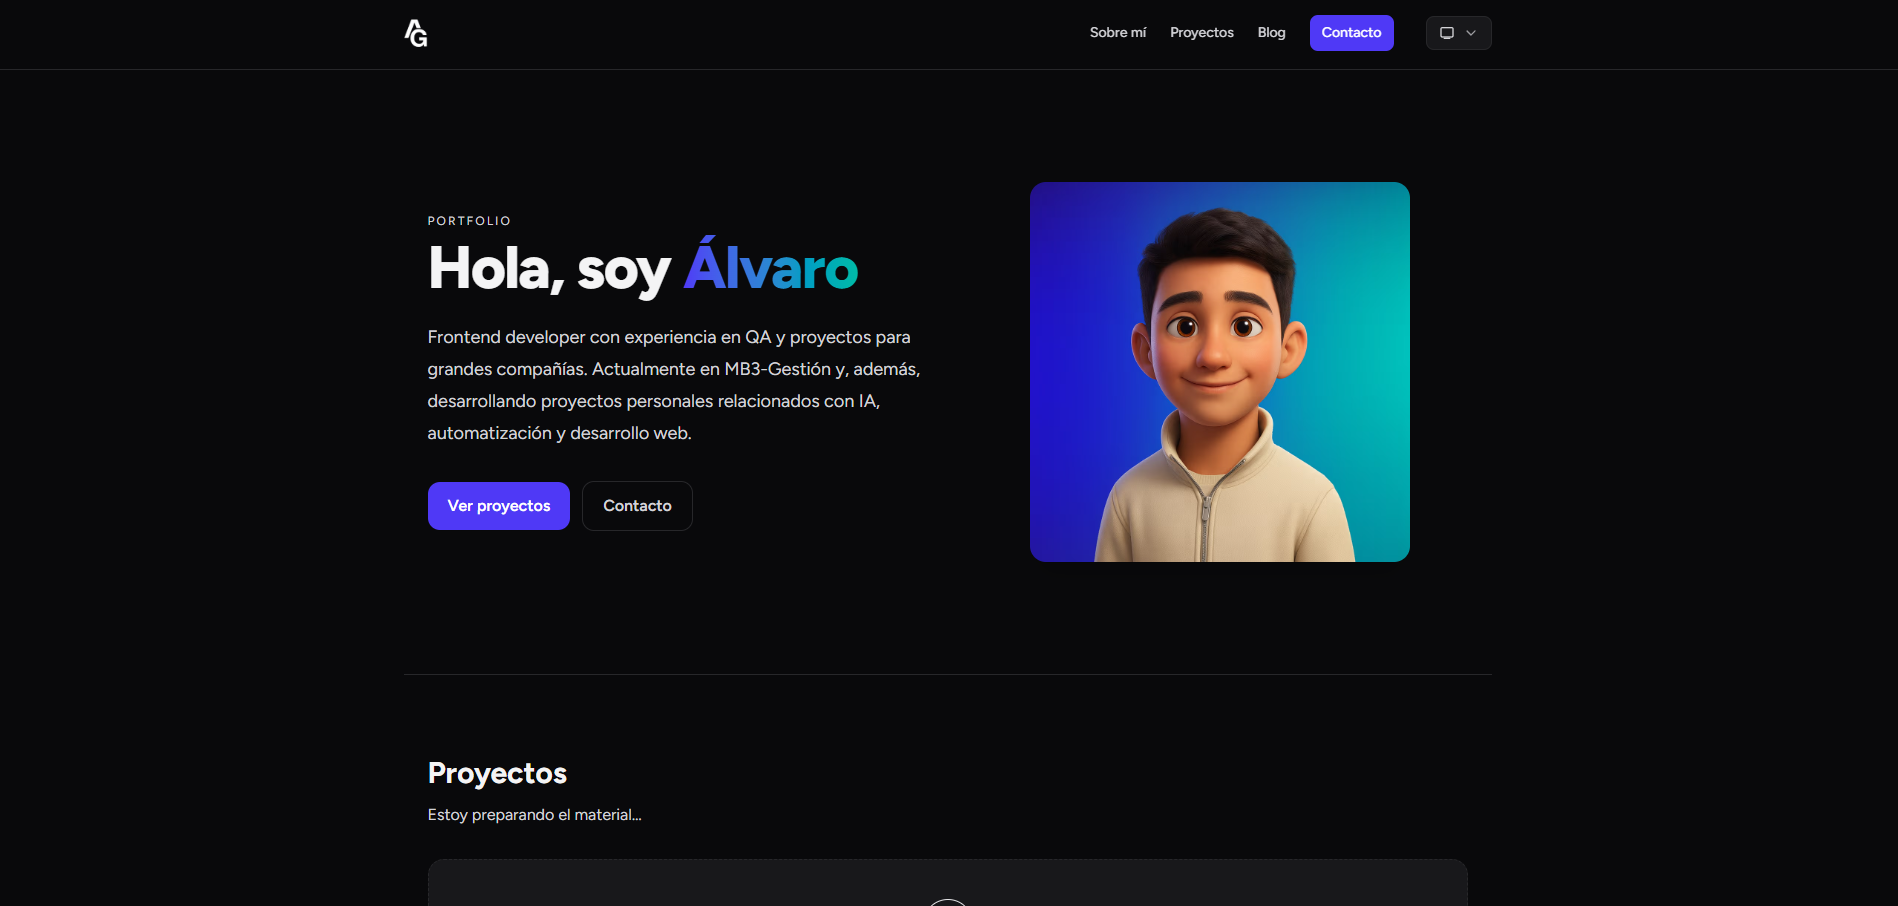 AG
Sobre mí
Proyectos
Blog
Contacto
PORTFOLIO
Hola, soy Álvaro
Frontend developer con experiencia en QA y proyectos para
grandes compañías. Actualmente en MB3-Gestión y, además,
desarrollando proyectos personales relacionados con IA,
automatización y desarrollo web.
Ver proyectos
Contacto
Proyectos
Estoy preparando el material...